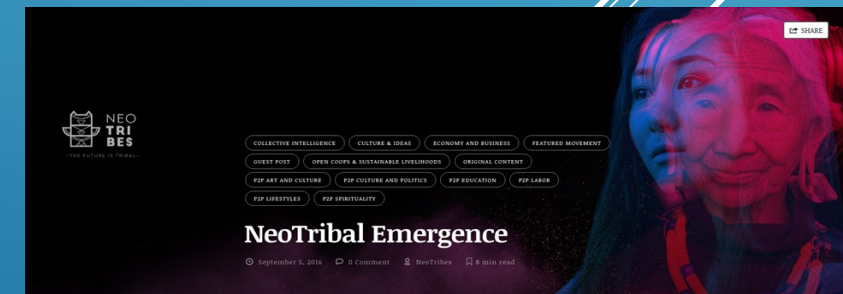 SHARE
NEO
TRI
BES
•THE FUTURE IS TRIBAL•
COLLECTIVE INTELLIGENCE CULTURE & IDEAS ECONOMY AND BUSINESS FEATURED MOVEMENT
GUEST POST OPEN COOPS & SUSTAINABLE LIVELIHOODS ORIGINAL CONTENT
P2P ART AND CULTURE P2P CULTURE AND POLITICS P2P EDUCATION P2P LABOR
P2P LIFESTYLES P2P SPIRITUALITY
NeoTribal Emergence
September 5, 2016 0 Comment NeoTribes 8 min read